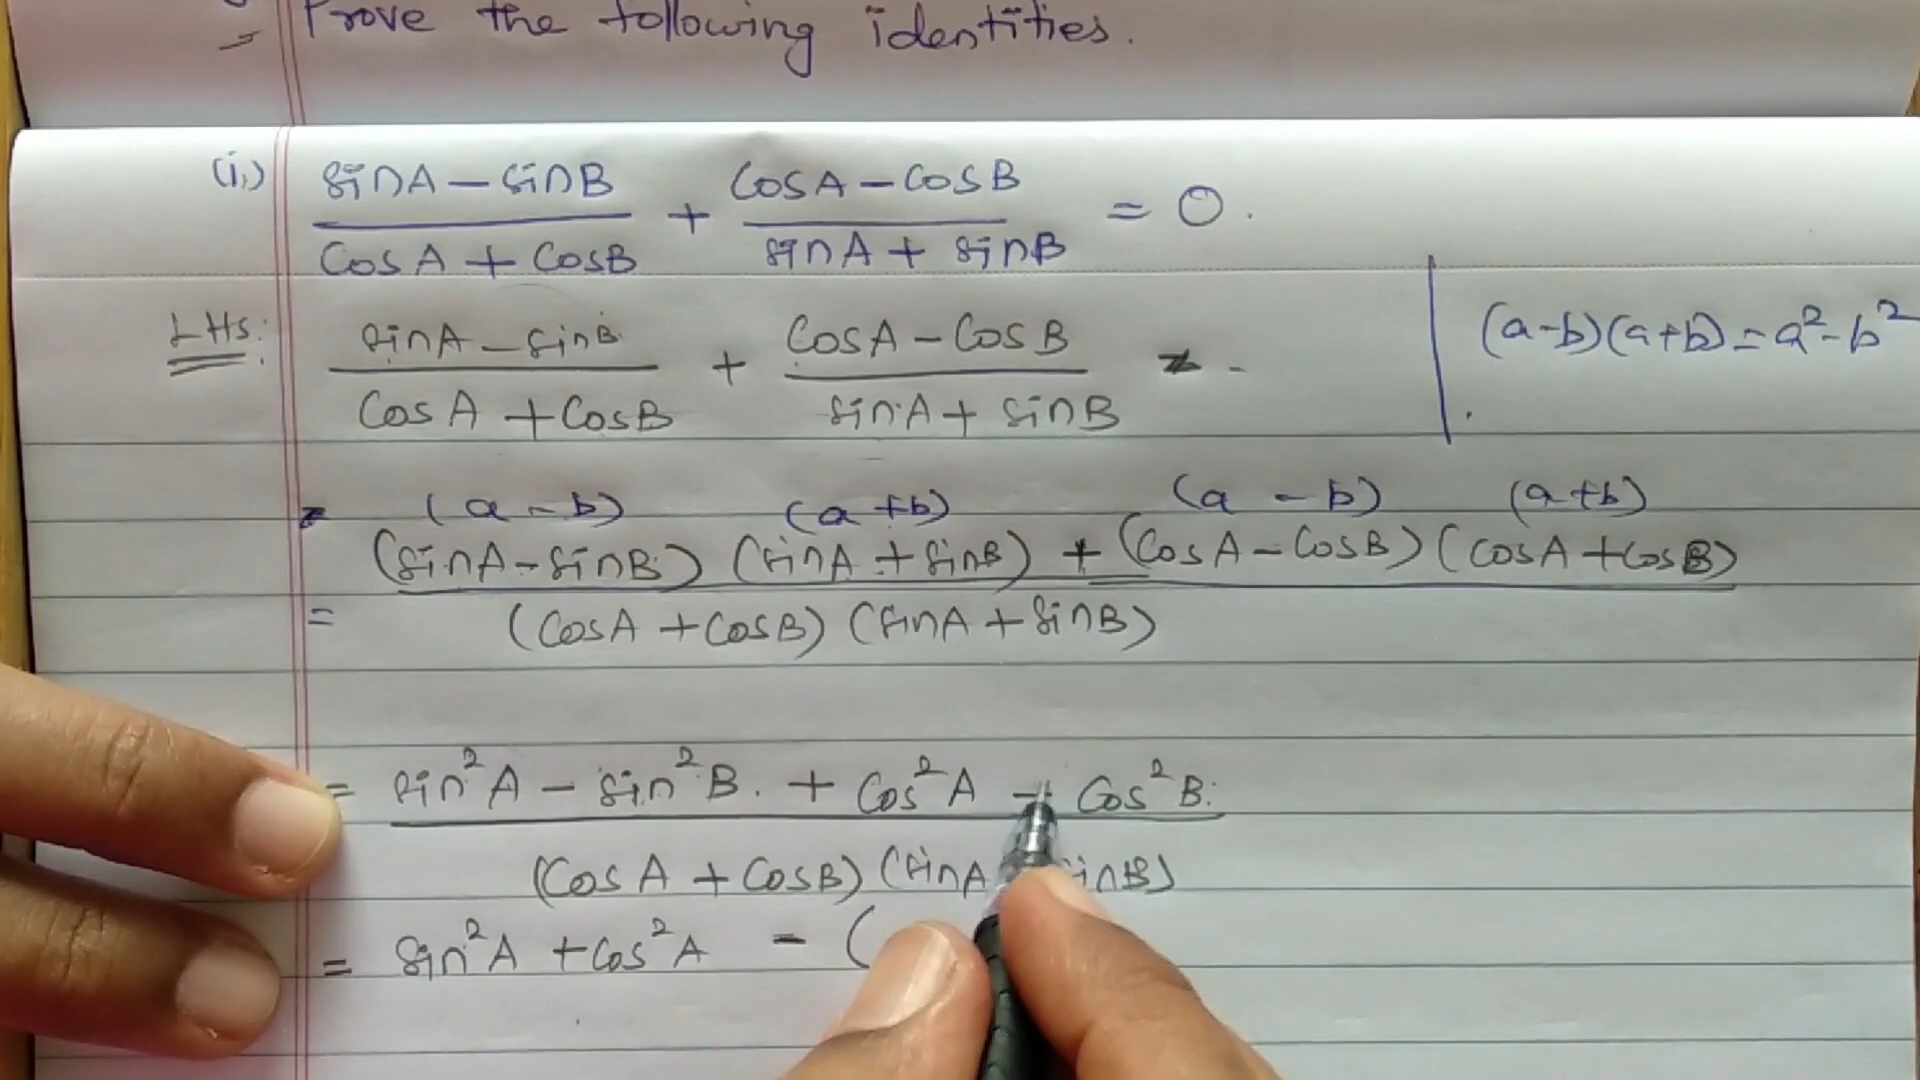 Prove the following identities.
(i,) sinA - sinB / cosA + cosB + cosA - cosB / sinA + sinB = 0.
LHS: sinA - sinB / cosA + cosB + cosA - cosB / sinA + sinB
(a-b)(a+b) = a² - b²
(a - b) (a + b) (a - b) (a + b)
= (sinA - sinB) (sinA + sinB) + (cosA - cosB) (cosA + cosB) / (cosA + cosB) (sinA + sinB)
= sin²A - sin²B. + cos²A - cos²B. / (cosA + cosB) (sinA sinB)
= sin²A + cos²A - (